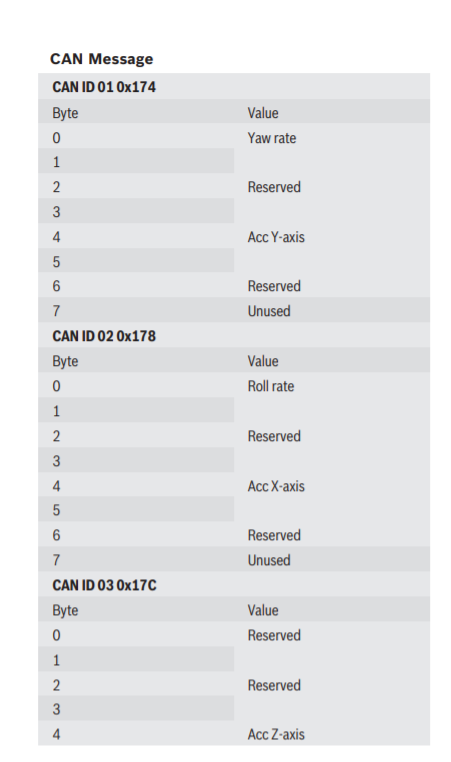 CAN Message
CAN ID 01 0x174
Byte Value
0 Yaw rate
1
2 Reserved
3
4 Acc Y-axis
5
6 Reserved
7 Unused
CAN ID 02 0x178
Byte Value
0 Roll rate
1
2 Reserved
3
4 Acc X-axis
5
6 Reserved
7 Unused
CAN ID 03 0x17C
Byte Value
0 Reserved
1
2 Reserved
3
4 Acc Z-axis